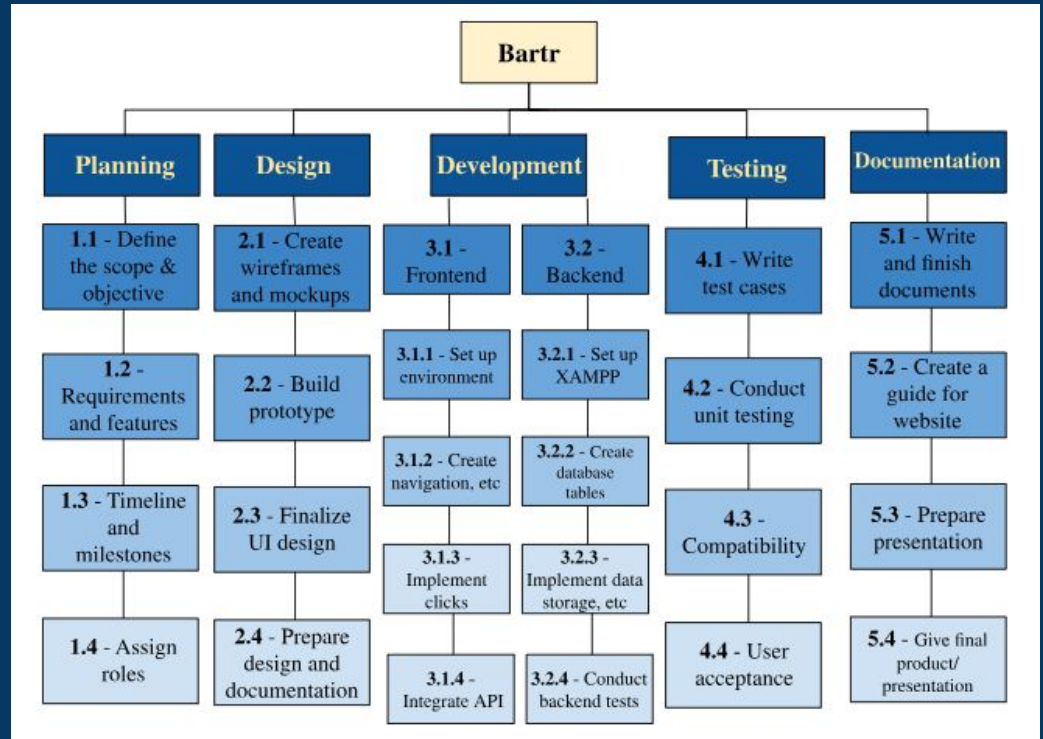 Bartr
Planning
Design
Development
Testing
Documentation
1.1 - Define
the scope &
objective
1.2 -
Requirements
and features
1.3 - Timeline
and
milestones
1.4 - Assign
roles
2.1 - Create
wireframes
and mockups
2.2 - Build
prototype
2.3 - Finalize
UI design
2.4 - Prepare
design and
documentation
3.1 -
Frontend
3.1.1 - Set up
environment
3.1.2 - Create
navigation, etc
3.1.3 -
Implement
clicks
3.1.4 -
Integrate API
3.2 -
Backend
3.2.1 - Set up
XAMPP
3.2.2 - Create
database
tables
3.2.3 -
Implement data
storage, etc
3.2.4 - Conduct
backend tests
4.1 - Write
test cases
4.2 - Conduct
unit testing
4.3 -
Compatibility
4.4 - User
acceptance
5.1 - Write
and finish
documents
5.2 - Create a
guide for
website
5.3 - Prepare
presentation
5.4 - Give final
product/
presentation